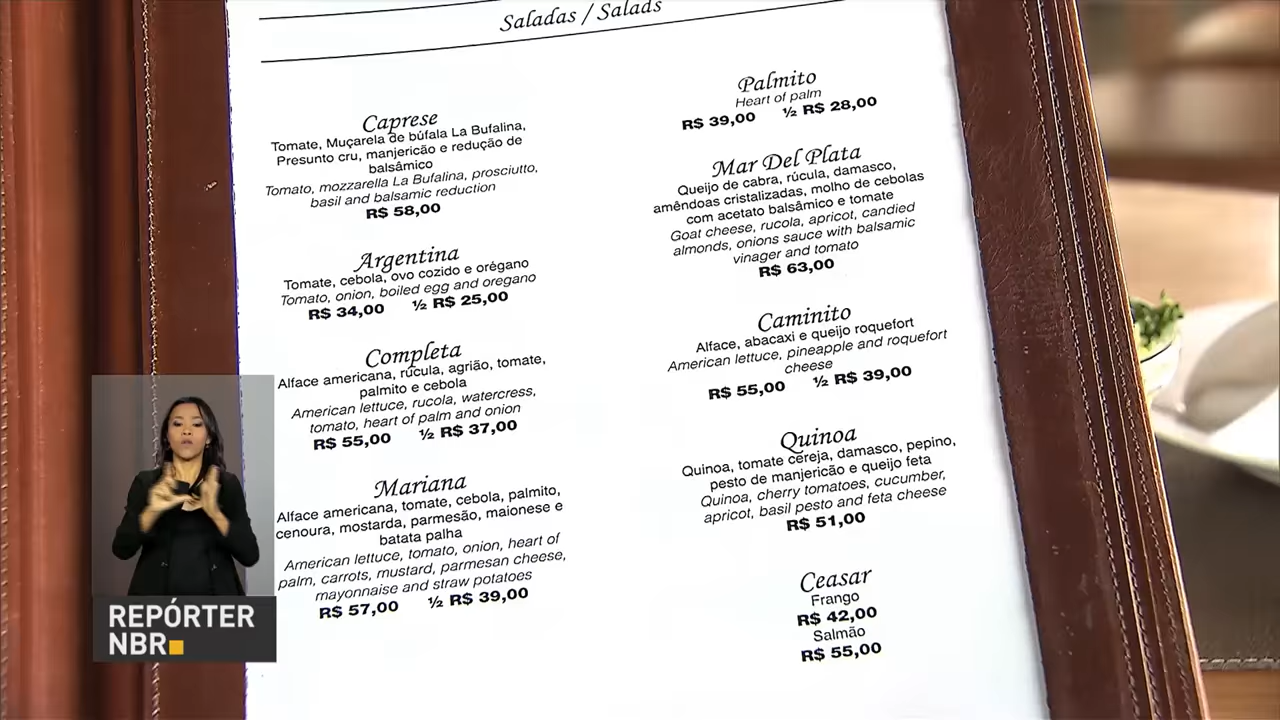 Saladas / Salads
Caprese
Tomate, Muçarela de búfala La Bufalina,
Presunto cru, manjericão e redução de
balsâmico
Tomato, mozzarella La Bufalina, prosciutto,
basil and balsamic reduction
R$ 58,00
Argentina
Tomate, cebola, ovo cozido e orégano
Tomato, onion, boiled egg and oregano
R$ 34,00 ½ R$ 25,00
Completa
Alface americana, rúcula, agrião, tomate,
palmito e cebola
American lettuce, rucola, watercress,
tomato, heart of palm and onion
R$ 55,00 ½ R$ 37,00
Mariana
Alface americana, tomate, cebola, palmito,
cenoura, mostarda, parmesão, maionese e
batata palha
American lettuce, tomato, onion, heart of
palm, carrots, mustard, parmesan cheese,
mayonnaise and straw potatoes
R$ 57,00 ½ R$ 39,00
Palmito
Heart of palm
R$ 39,00 ½ R$ 28,00
Mar Del Plata
Queijo de cabra, rúcula, damasco,
amêndoas cristalizadas, molho de cebolas
com acetato balsâmico e tomate
Goat cheese, rucola, apricot, candied
almonds, onions sauce with balsamic
vinager and tomato
R$ 63,00
Caminito
Alface, abacaxi e queijo roquefort
American lettuce, pineapple and roquefort
cheese
R$ 55,00 ½ R$ 39,00
Quinoa
Quinoa, tomate cereja, damasco, pepino,
pesto de manjericão e queijo feta
Quinoa, cherry tomatoes, cucumber,
apricot, basil pesto and feta cheese
R$ 51,00
Ceasar
Frango
R$ 42,00
Salmão
R$ 55,00
REPÓRTER
NBR